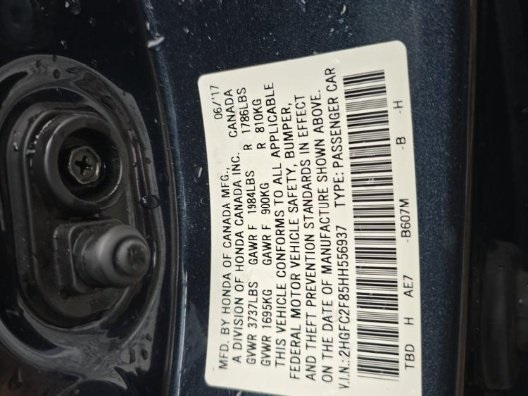 MFD. BY HONDA OF CANADA MFG., 06/'17
A DIVISION OF HONDA CANADA INC. CANADA
GVWR 3737LBS GAWR F 1984LBS R 1786LBS
GVWR 1695KG GAWR F 900KG R 810KG
THIS VEHICLE CONFORMS TO ALL APPLICABLE
FEDERAL MOTOR VEHICLE SAFETY, BUMPER,
AND THEFT PREVENTION STANDARDS IN EFFECT
ON THE DATE OF MANUFACTURE SHOWN ABOVE.
V.I.N.:2HGFC2F85HH556937 TYPE: PASSENGER CAR
TBD H AE7 -B607M -B -H